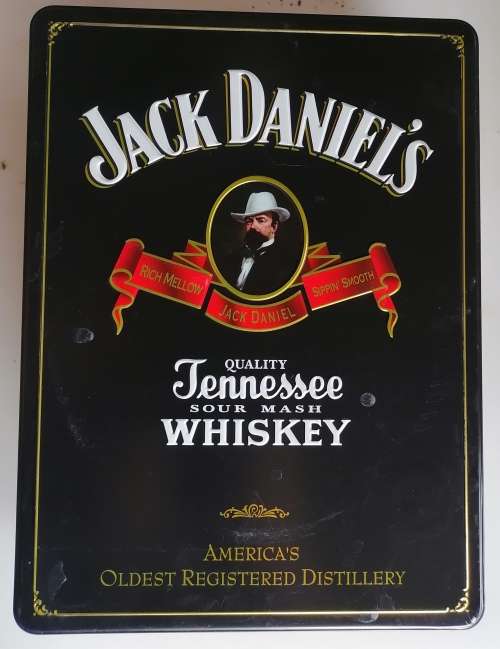 JACK DANIEL'S
RICH MELLOW
JACK DANIEL
SIPPIN' SMOOTH
QUALITY
Tennessee
SOUR MASH
WHISKEY
AMERICA'S
OLDEST REGISTERED DISTILLERY